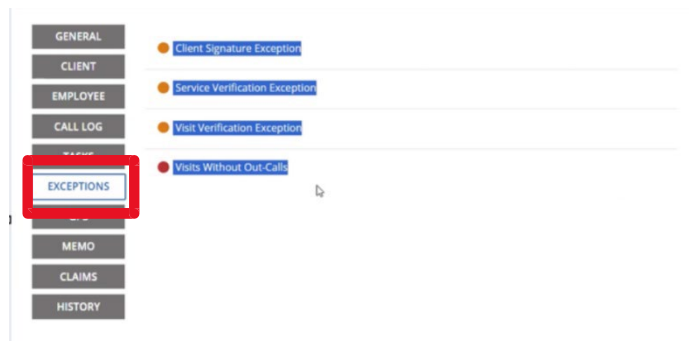 GENERAL
CLIENT
EMPLOYEE
CALL LOG
EXCEPTIONS
MEMO
CLAIMS
HISTORY
Client Signature Exception
Service Verification Exception
Visit Verification Exception
Visits Without Out-Calls